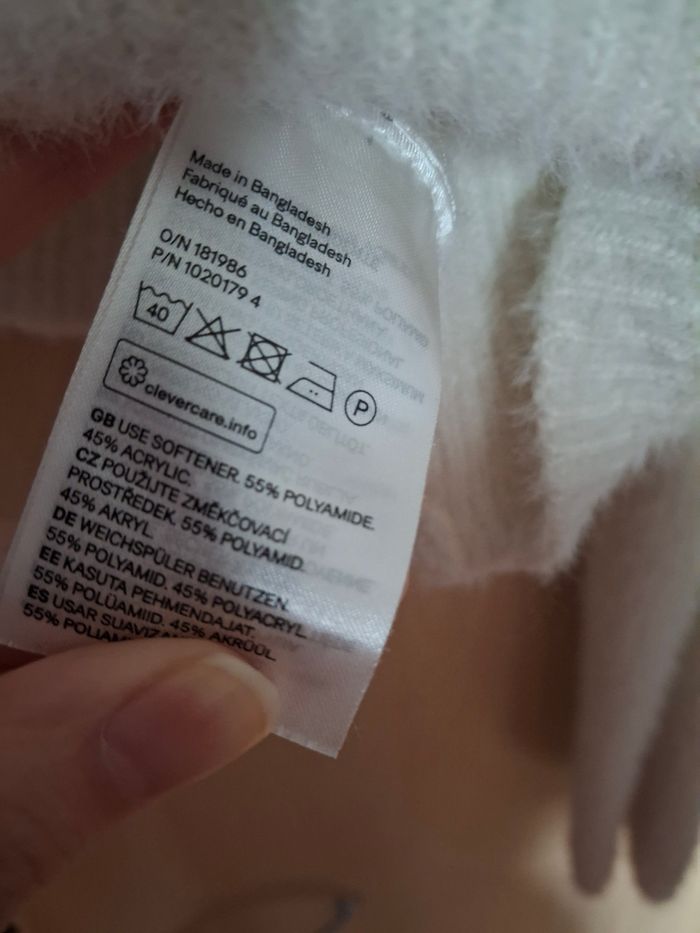 Made in Bangladesh
Fabriqué au Bangladesh
Hecho en Bangladesh
O/N 181986
P/N 1020179 4
40
P
clevercare.info
GB USE SOFTENER. 55% POLYAMIDE.
45% ACRYLIC.
CZ POUŽIJTE ZMĚKČOVACÍ
PROSTŘEDEK. 55% POLYAMID.
45% AKRYL.
DE WEICHSPÜLER BENUTZEN.
55% POLYAMID. 45% POLYACRYL.
EE KASUTA PEHMENDAJAT.
55% POLÜAMIID. 45% AKRÜÜL.
ES USAR
55%